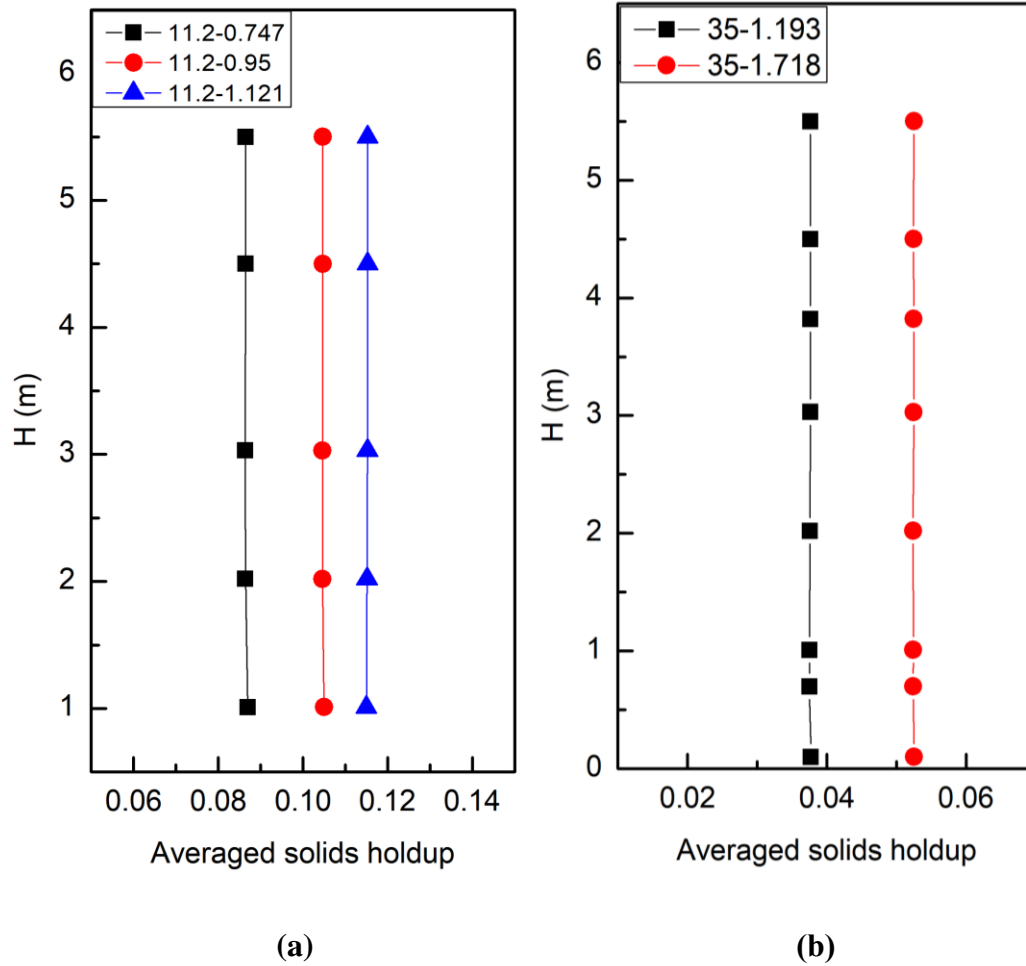 11.2-0.747
11.2-0.95
11.2-1.121
6
5
4
3
2
1
H (m)
0.06 0.08 0.10 0.12 0.14
Averaged solids holdup
(a)
35-1.193
35-1.718
6
5
4
3
2
1
0
H (m)
0.02 0.04 0.06
Averaged solids holdup
(b)